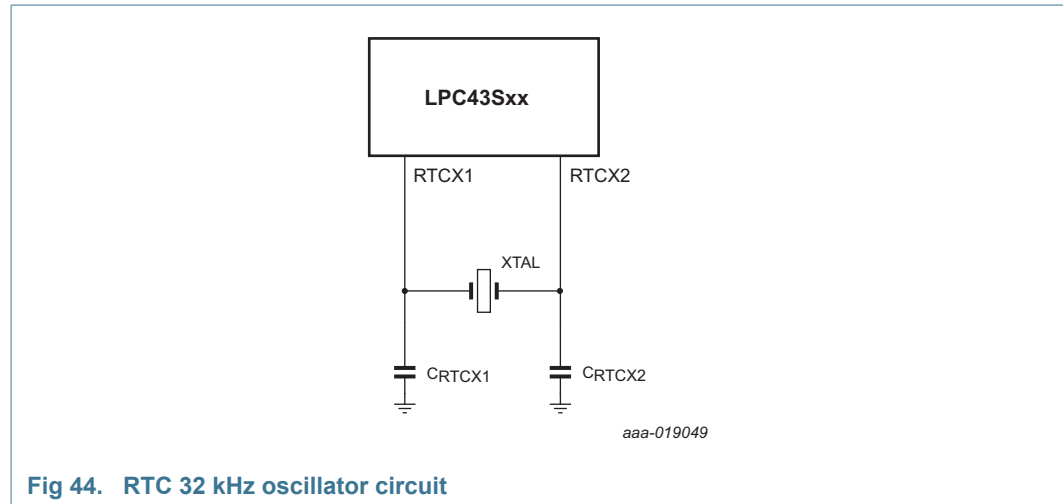 LPC43Sxx
RTCX1
RTCX2
XTAL
CRTCX1
CRTCX2
aaa-019049
Fig 44. RTC 32 kHz oscillator circuit